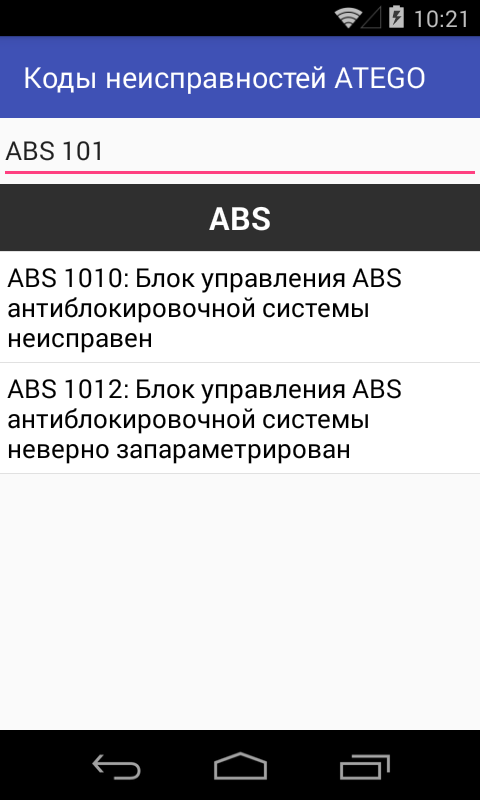 10:21
Коды неисправностей ATEGO
ABS 101
ABS
ABS 1010: Блок управления ABS
антиблокировочной системы
неисправен
ABS 1012: Блок управления ABS
антиблокировочной системы
неверно запараметрирован